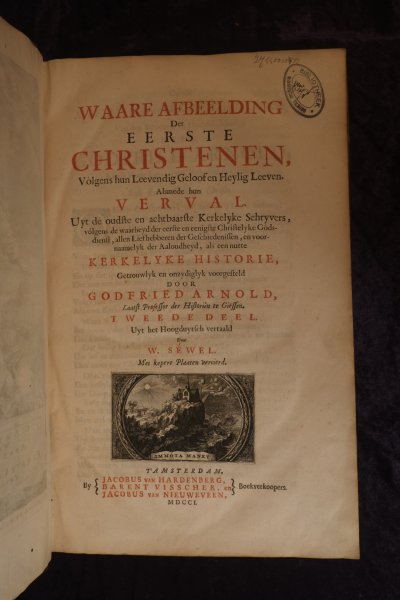 WAARE AFBEELDING
Der
EERSTE
CHRISTENEN,
Volgens hun Leevendig Geloof en Heylig Leeven.
Alsmede hun
VERVAL.
Uyt de oudste en achtbaarste Kerkelyke Schryvers,
volgens de waarheyd der eerste en eenigste Christelyke Gods-
dienst, allen Liefhebberen der Geschiedenissen, en voor-
naamelyk der Aaloudheyd, als een nutte
KERKELYKE HISTORIE,
Getrouwlyk en onzydiglyk voorgesteld
DOOR
GODFRIED ARNOLD,
Laatst Professor der Historiën te Giessen.
TWEEDE DEEL.
Uyt het Hoogduytsch vertaald
Door
W. SEWEL.
Met kopere Plaaten vercierd.
IMMOTA MANET
T'AMSTERDAM,
By { JACOBUS van HARDENBERG,
BARENT VISSCHER, en } Boekverkoopers.
JACOBUS van NIEUWEVEEN,
MDCCI.
BIBLIOTHEEK